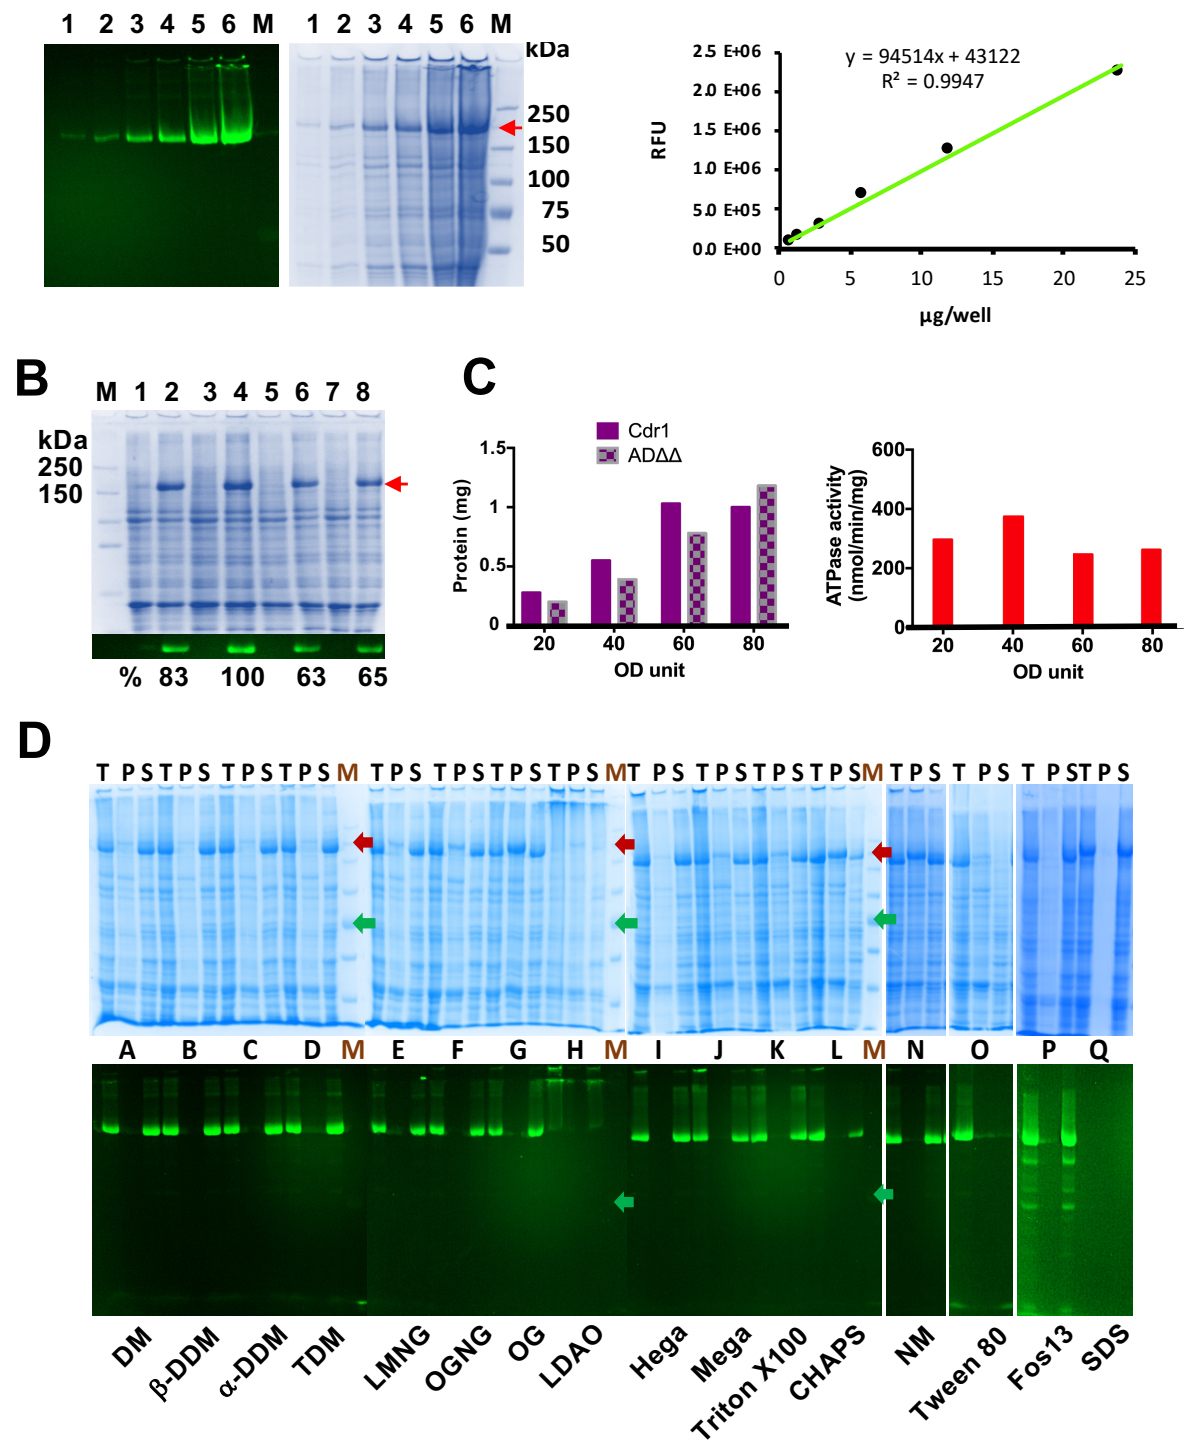 1 2 3 4 5 6 M
1 2 3 4 5 6 M
kDa
250
150
100
75
50
2.5 E+06
2.0 E+06
1.5 E+06
1.0 E+06
5.0 E+05
0.0 E+00
RFU
y = 94514x + 43122
R² = 0.9947
0 5 10 15 20 25
µg/well
B
M 1 2 3 4 5 6 7 8
kDa
250
150
% 83 100 63 65
C
Cdr1
ADΔΔ
1.5
1
0.5
0
Protein (mg)
20 40 60 80
OD unit
600
400
200
0
ATPase activity
(nmol/min/mg)
20 40 60 80
OD unit
D
T P S T P S T P S T P S M T P S T P S T P S T P S M T P S T P S T P S T P S M T P S T P S T P S T P S
A B C D M E F G H M I J K L M N O P Q
DM
β-DDM
α-DDM
TDM
LMNG
OGNG
OG
LDAO
Hega
Mega
Triton X100
CHAPS
NM
Tween 80
Fos13
SDS